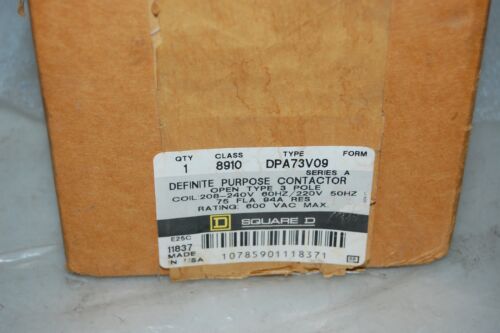 QTY CLASS TYPE FORM
1 8910 DPA73V09
SERIES A
DEFINITE PURPOSE CONTACTOR
OPEN TYPE 3 POLE
COIL:208-240V 60HZ/220V 50HZ
75 FLA 94A RES
RATING: 600 VAC MAX
D SQUARE D
E25C
11837
MADE
IN USA
10785901118371